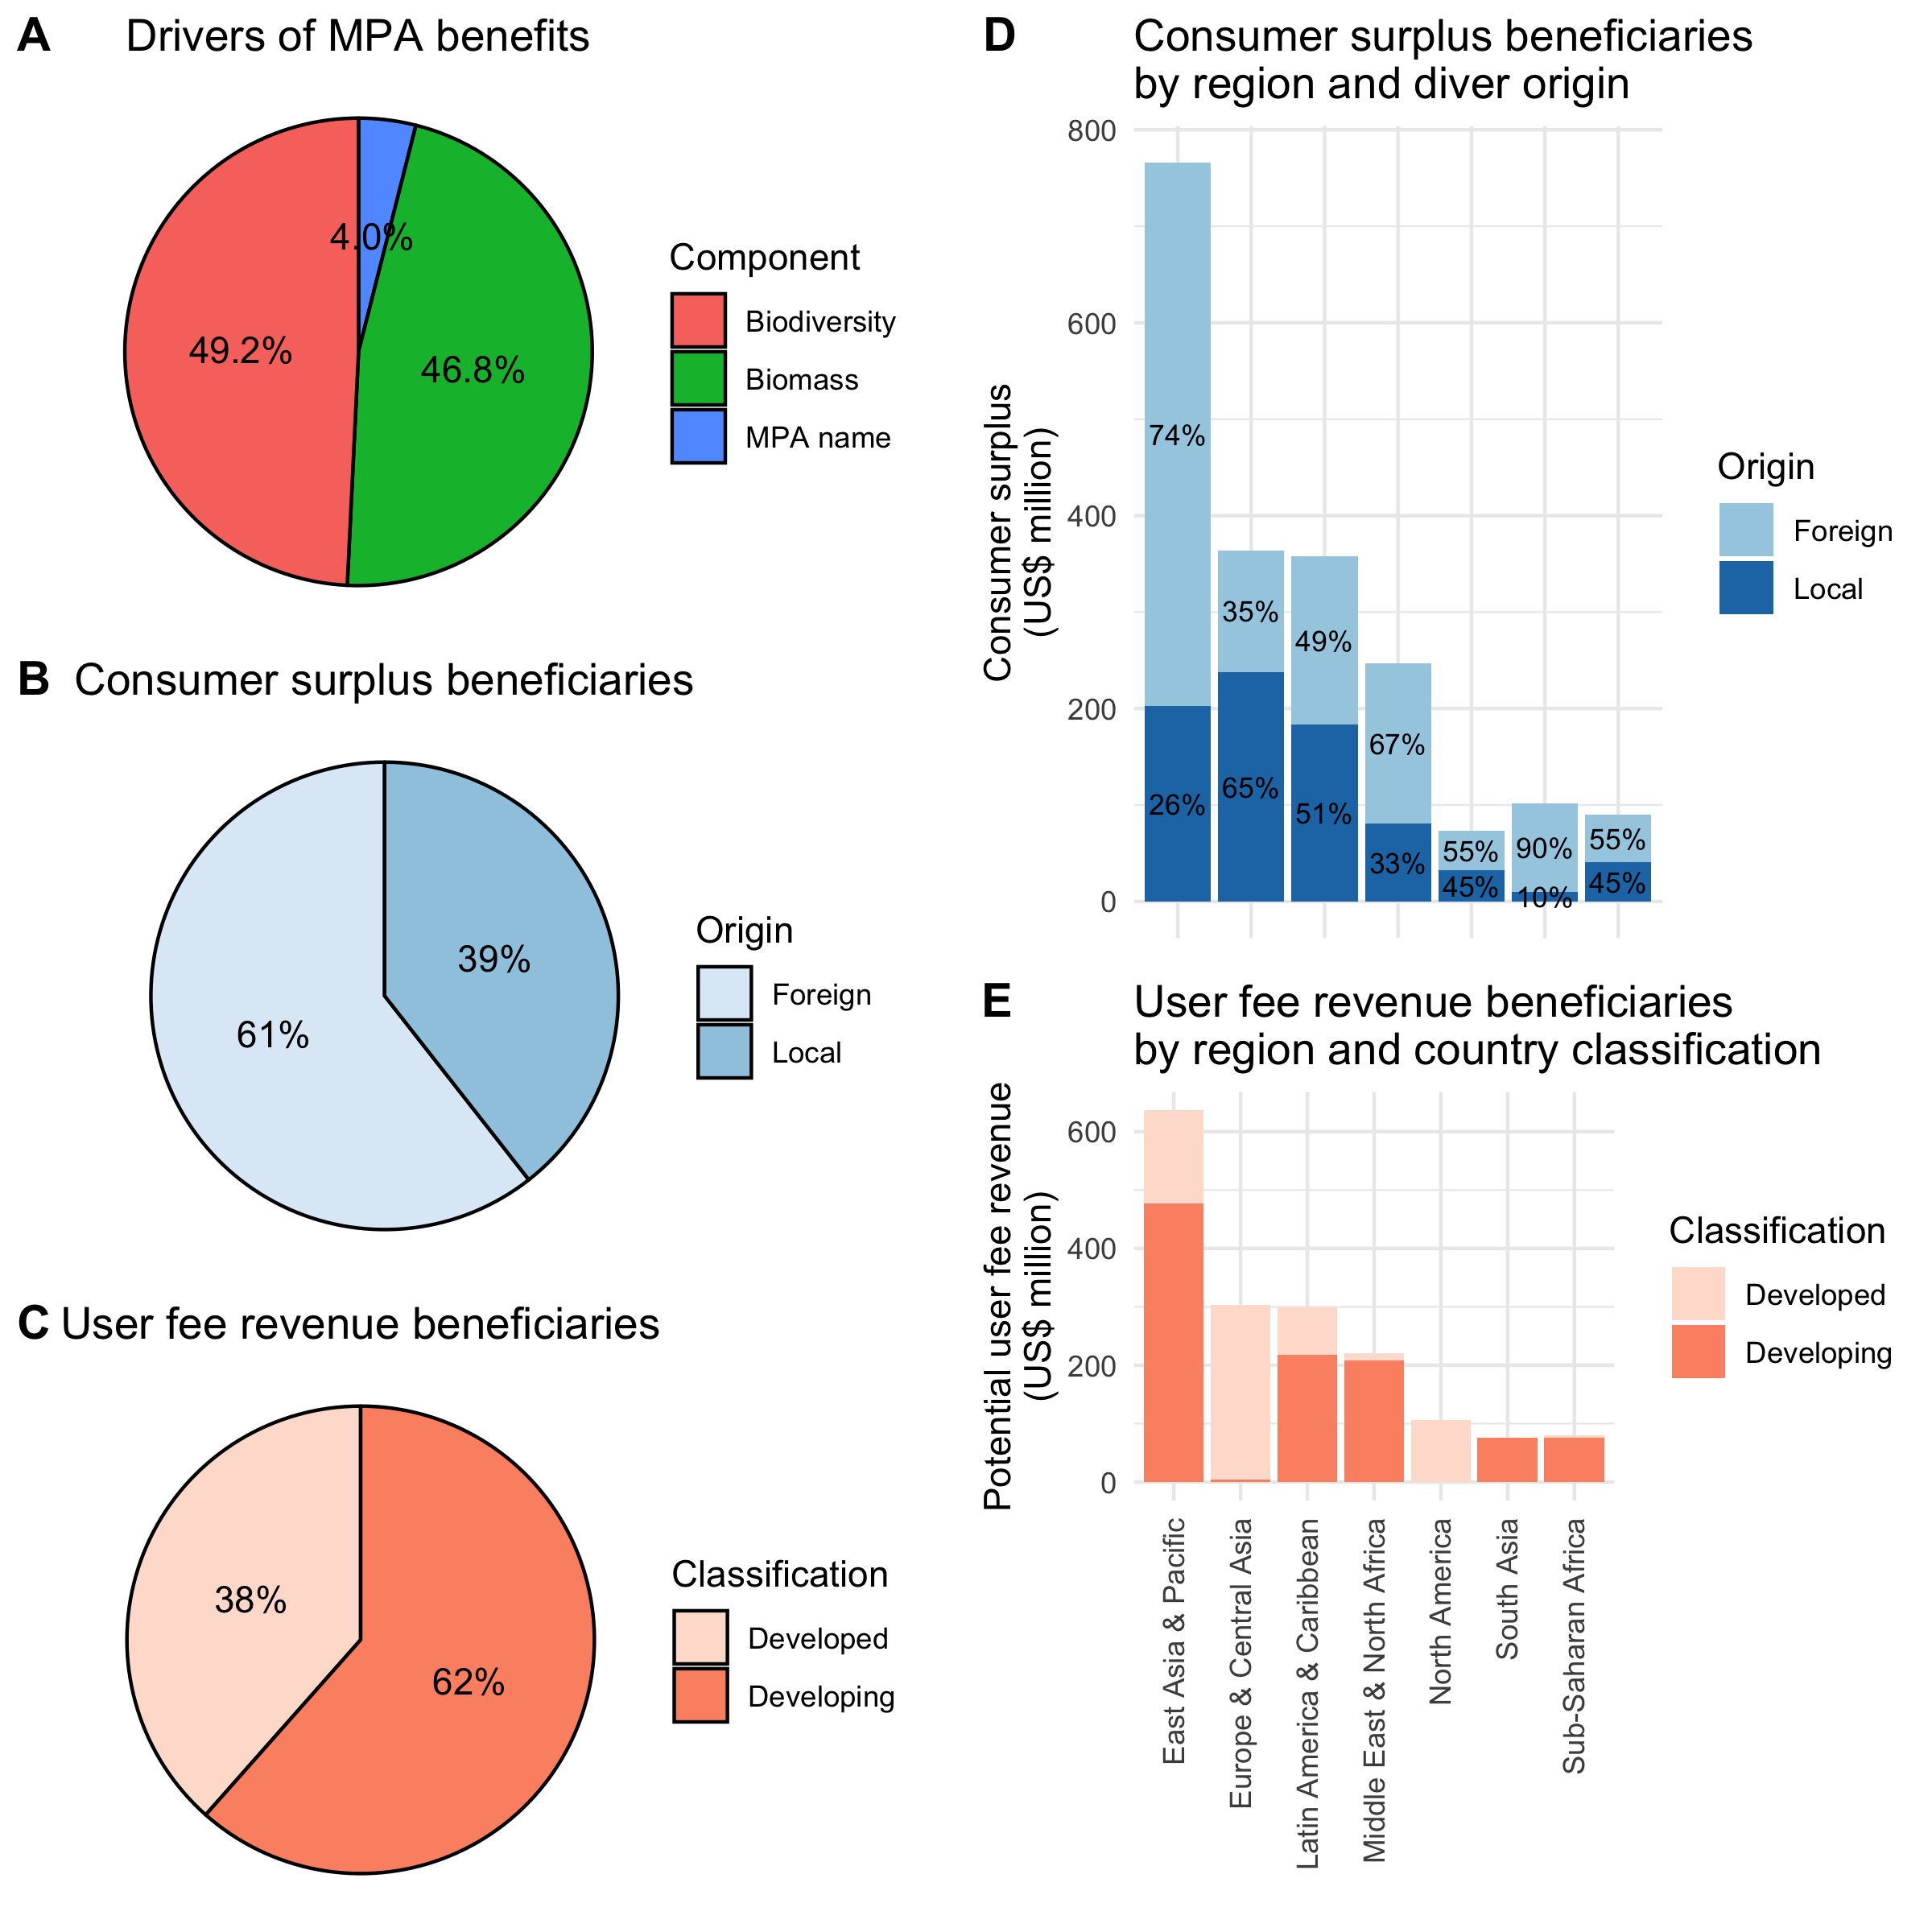 A Drivers of MPA benefits
4.0%
49.2%
46.8%
Component
Biodiversity
Biomass
MPA name
B Consumer surplus beneficiaries
39%
61%
Origin
Foreign
Local
C User fee revenue beneficiaries
38%
62%
Classification
Developed
Developing
D Consumer surplus beneficiaries
by region and diver origin
Consumer surplus
(US$ million)
800
600
400
200
0
74%
26%
35%
65%
49%
51%
67%
33%
55%
45%
90%
10%
55%
45%
Origin
Foreign
Local
E User fee revenue beneficiaries
by region and country classification
Potential user fee revenue
(US$ million)
600
400
200
0
East Asia & Pacific
Europe & Central Asia
Latin America & Caribbean
Middle East & North Africa
North America
South Asia
Sub-Saharan Africa
Classification
Developed
Developing